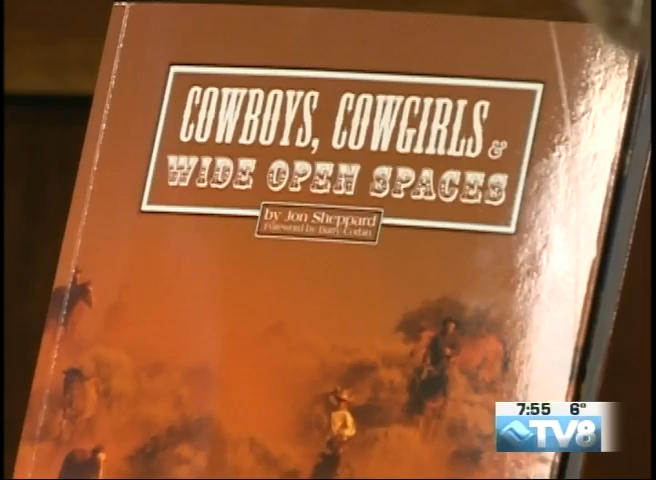 COWBOYS, COWGIRLS &
WIDE OPEN SPACES
by Jon Sheppard
Foreword by Barry Corbin
7:55 6°
TV8